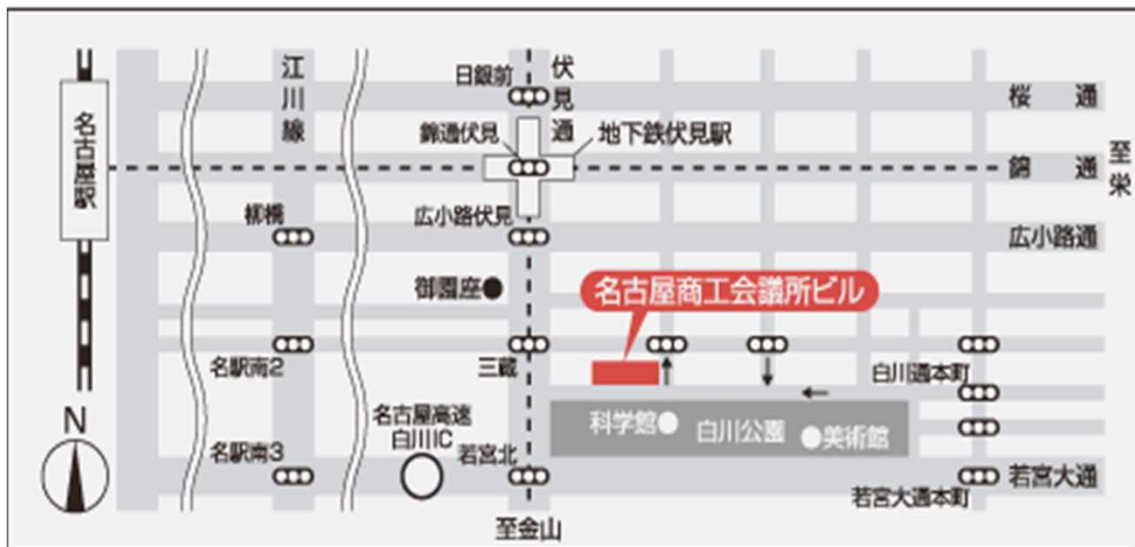 江川線
日銀前
伏見通
桜 通
名古屋駅
錦通伏見
地下鉄伏見駅
錦 通
至栄
柳橋
広小路伏見
広小路通
御園座
名古屋商工会議所ビル
名駅南2
三蔵
白川通本町
名古屋高速
白川IC
科学館
白川公園
美術館
N
名駅南3
若宮北
若宮大通
若宮大通本町
至金山